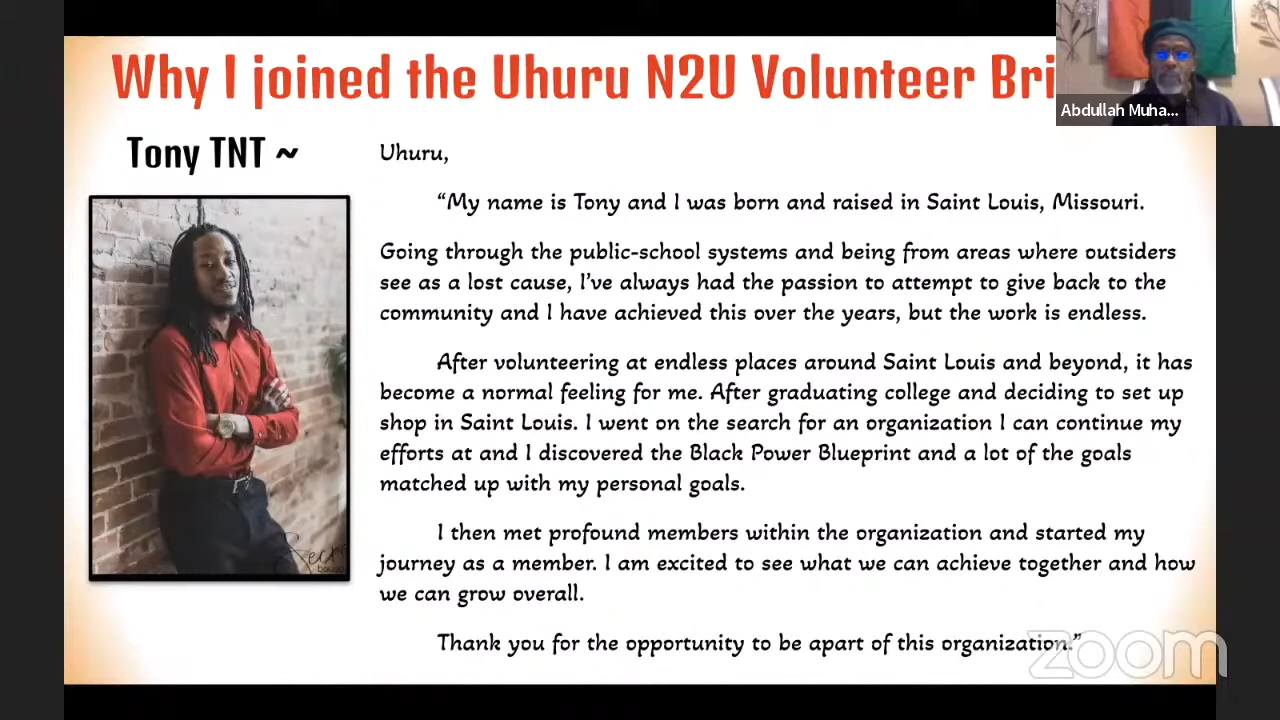 Why I joined the Uhuru N2U Volunteer Bri
Abdullah Muha...
Tony TNT ~
Uhuru,
“My name is Tony and I was born and raised in Saint Louis, Missouri.
Going through the public-school systems and being from areas where outsiders
see as a lost cause, I’ve always had the passion to attempt to give back to the
community and I have achieved this over the years, but the work is endless.
After volunteering at endless places around Saint Louis and beyond, it has
become a normal feeling for me. After graduating college and deciding to set up
shop in Saint Louis. I went on the search for an organization I can continue my
efforts at and I discovered the Black Power Blueprint and a lot of the goals
matched up with my personal goals.
I then met profound members within the organization and started my
journey as a member. I am excited to see what we can achieve together and how
we can grow overall.
Thank you for the opportunity to be apart of this organization.”
zoom